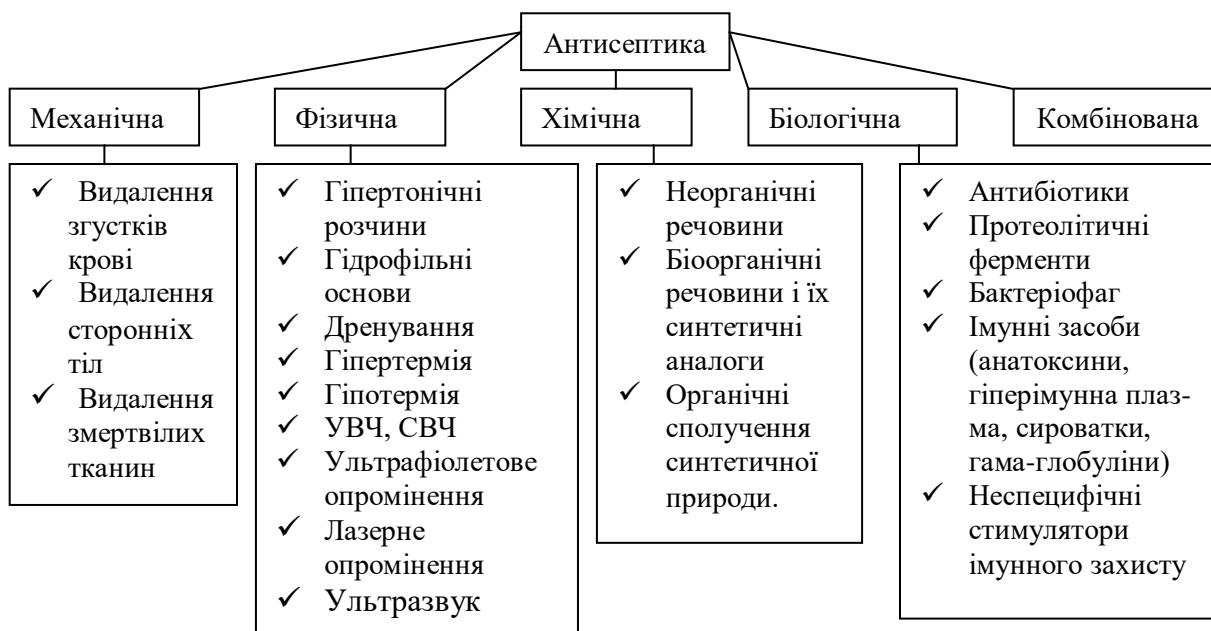 Антисептика
Механічна
Фізична
Хімічна
Біологічна
Комбінована
✓ Видалення
згустків
крові
✓ Видалення
сторонніх
тіл
✓ Видалення
змертвілих
тканин
✓ Гіпертонічні
розчини
✓ Гідрофільні
основи
✓ Дренування
✓ Гіпертермія
✓ Гіпотермія
✓ УВЧ, СВЧ
✓ Ультрафіолетове
опромінення
✓ Лазерне
опромінення
✓ Ультразвук
✓ Неорганічні
речовини
✓ Біоорганічні
речовини і їх
синтетичні
аналоги
✓ Органічні
сполучення
синтетичної
природи.
✓ Антибіотики
✓ Протеолітичні
ферменти
✓ Бактеріофаг
✓ Імунні засоби
(анатоксини,
гіперімунна плаз-
ма, сироватки,
гама-глобуліни)
✓ Неспецифічні
стимулятори
імунного захисту